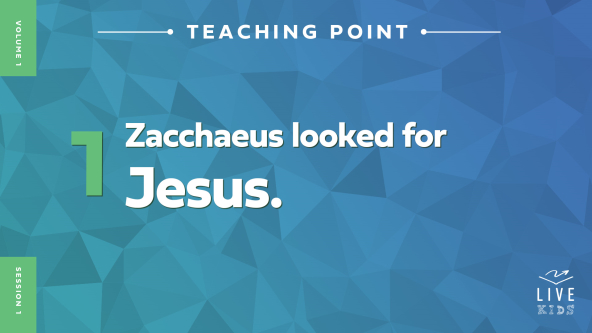 VOLUME 1
TEACHING POINT
1
Zacchaeus looked for
Jesus.
SESSION 1
LIVE
KIDS